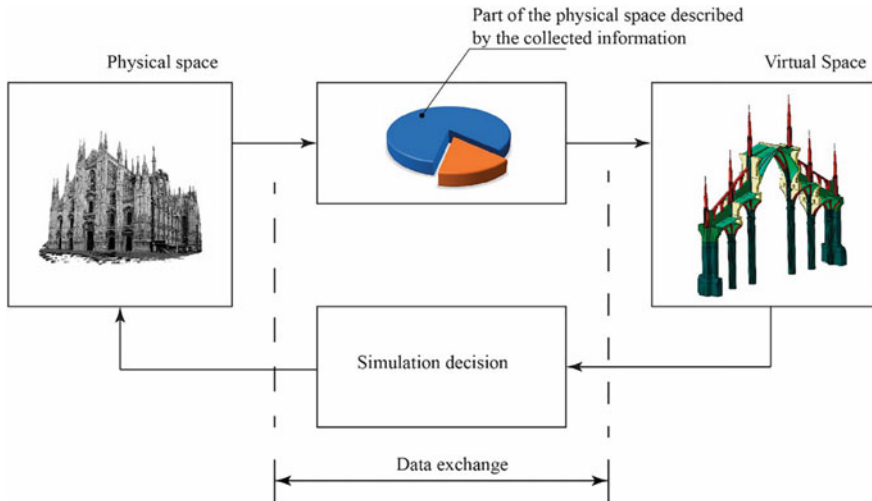 Part of the physical space described
by the collected information
Physical space
Virtual Space
Simulation decision
Data exchange